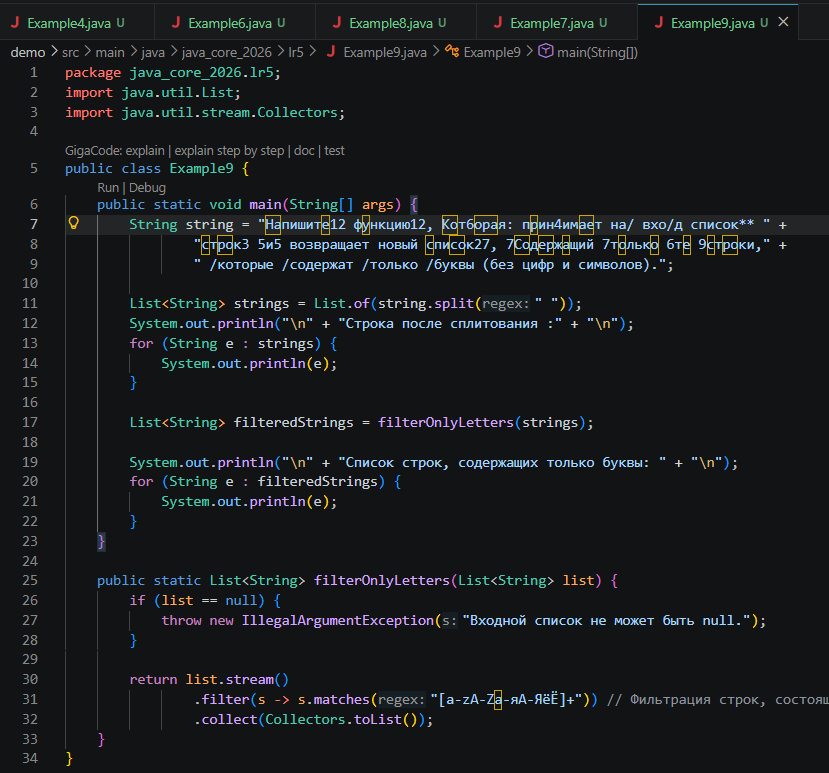 J Example4.java U J Example6.java U J Example8.java U J Example7.java U J Example9.java U ×
demo > src > main > java > java_core_2026 > lr5 > J Example9.java > Example9 > main(String[])
1 package java_core_2026.lr5;
2 import java.util.List;
3 import java.util.stream.Collectors;
4
GigaCode: explain | explain step by step | doc | test
5 public class Example9 {
Run | Debug
6 public static void main(String[] args) {
7 String string = "Напишите12 функцию12, Кот6орая: прин4имает на/ вхо/д список** " +
8 "строк3 5и5 возвращает новый список27, 7Содержащий 7только 6те 9строки," +
9 " /которые /содержат /только /буквы (без цифр и символов).";
10
11 List<String> strings = List.of(string.split(regex: " "));
12 System.out.println("\n" + "Строка после сплитования :" + "\n");
13 for (String e : strings) {
14 System.out.println(e);
15 }
16
17 List<String> filteredStrings = filterOnlyLetters(strings);
18
19 System.out.println("\n" + "Список строк, содержащих только буквы: " + "\n");
20 for (String e : filteredStrings) {
21 System.out.println(e);
22 }
23 }
24
25 public static List<String> filterOnlyLetters(List<String> list) {
26 if (list == null) {
27 throw new IllegalArgumentException(s: "Входной список не может быть null.");
28 }
29
30 return list.stream()
31 .filter(s -> s.matches(regex: "[a-zA-Zа-яА-ЯёЁ]+")) // Фильтрация строк, состоящ
32 .collect(Collectors.toList());
33 }
34 }